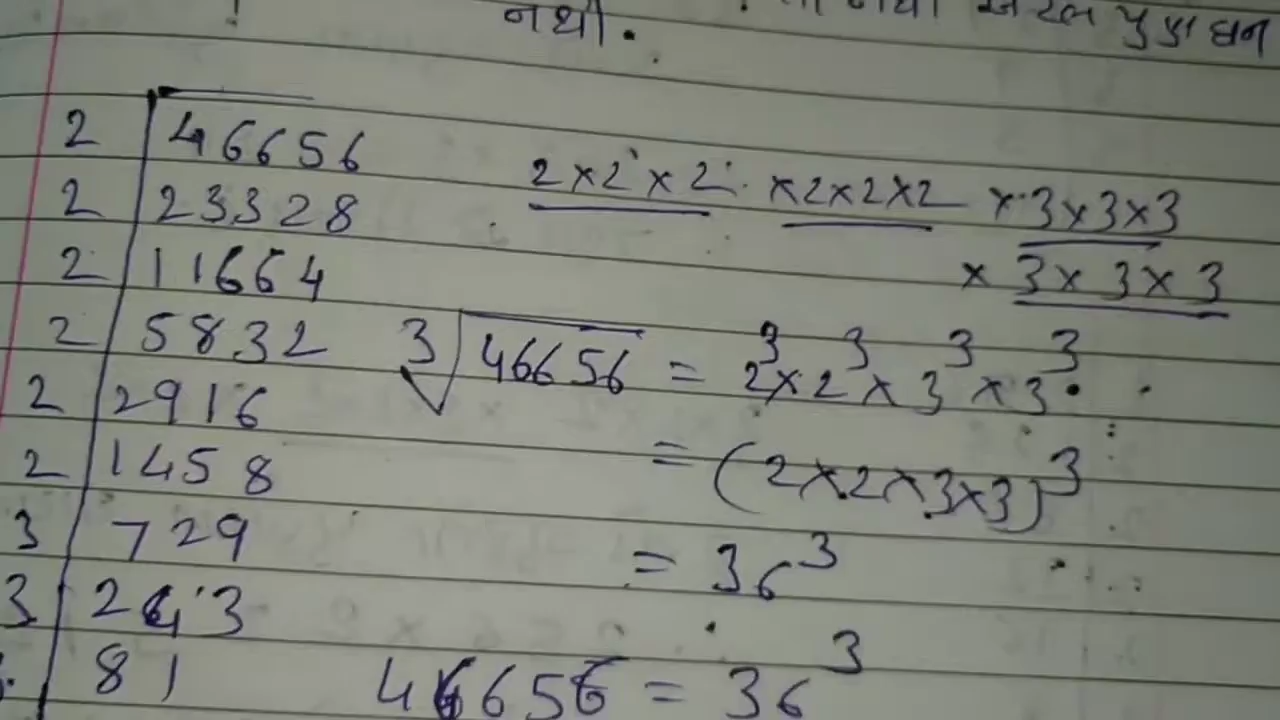 નથી.
પુર્ણ ઘન
2 46656
2 23328
2 11664
2 5832
2 2916
2 1458
3 729
3 243
81
2×2×2 ×2×2×2 ×3×3×3
× 3×3×3
∛46656 = 2³×2³×3³×3³
= (2×2×3×3)³
= 36³
46656 = 36³